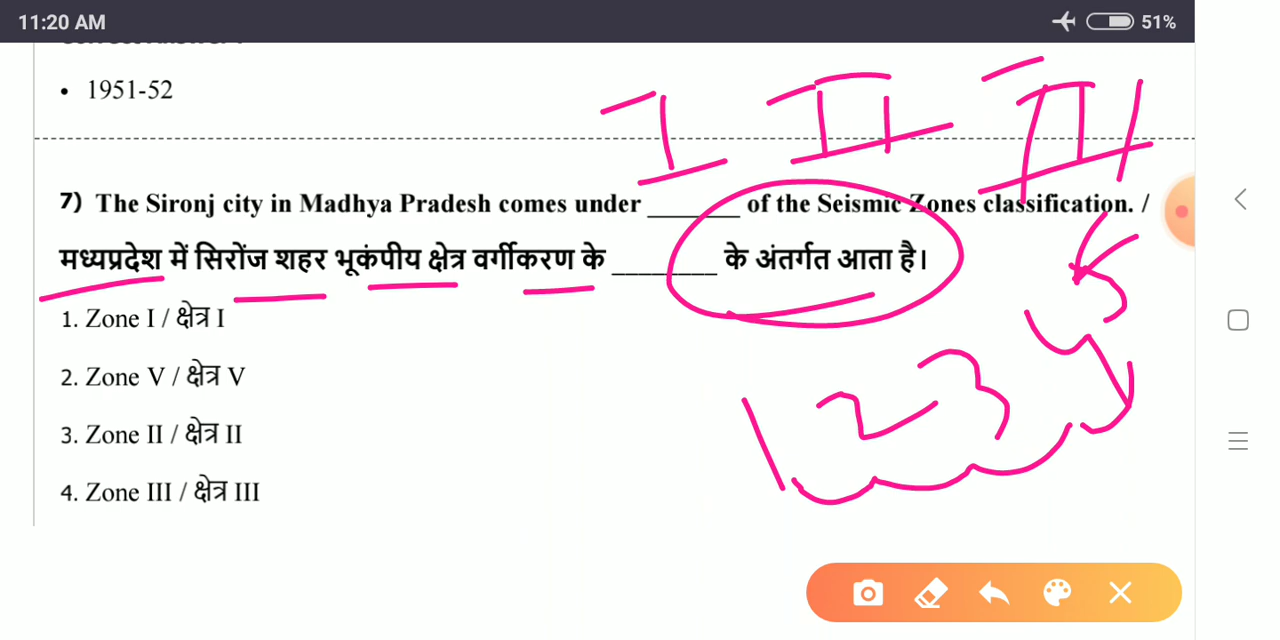 11:20 AM 51%
• 1951-52
I II III
7) The Sironj city in Madhya Pradesh comes under _______ of the Seismic Zones classification. /
मध्यप्रदेश में सिरोंज शहर भूकंपीय क्षेत्र वर्गीकरण के ________ के अंतर्गत आता है।
1. Zone I / क्षेत्र I
2. Zone V / क्षेत्र V
3. Zone II / क्षेत्र II
4. Zone III / क्षेत्र III
1 2 3 4 5